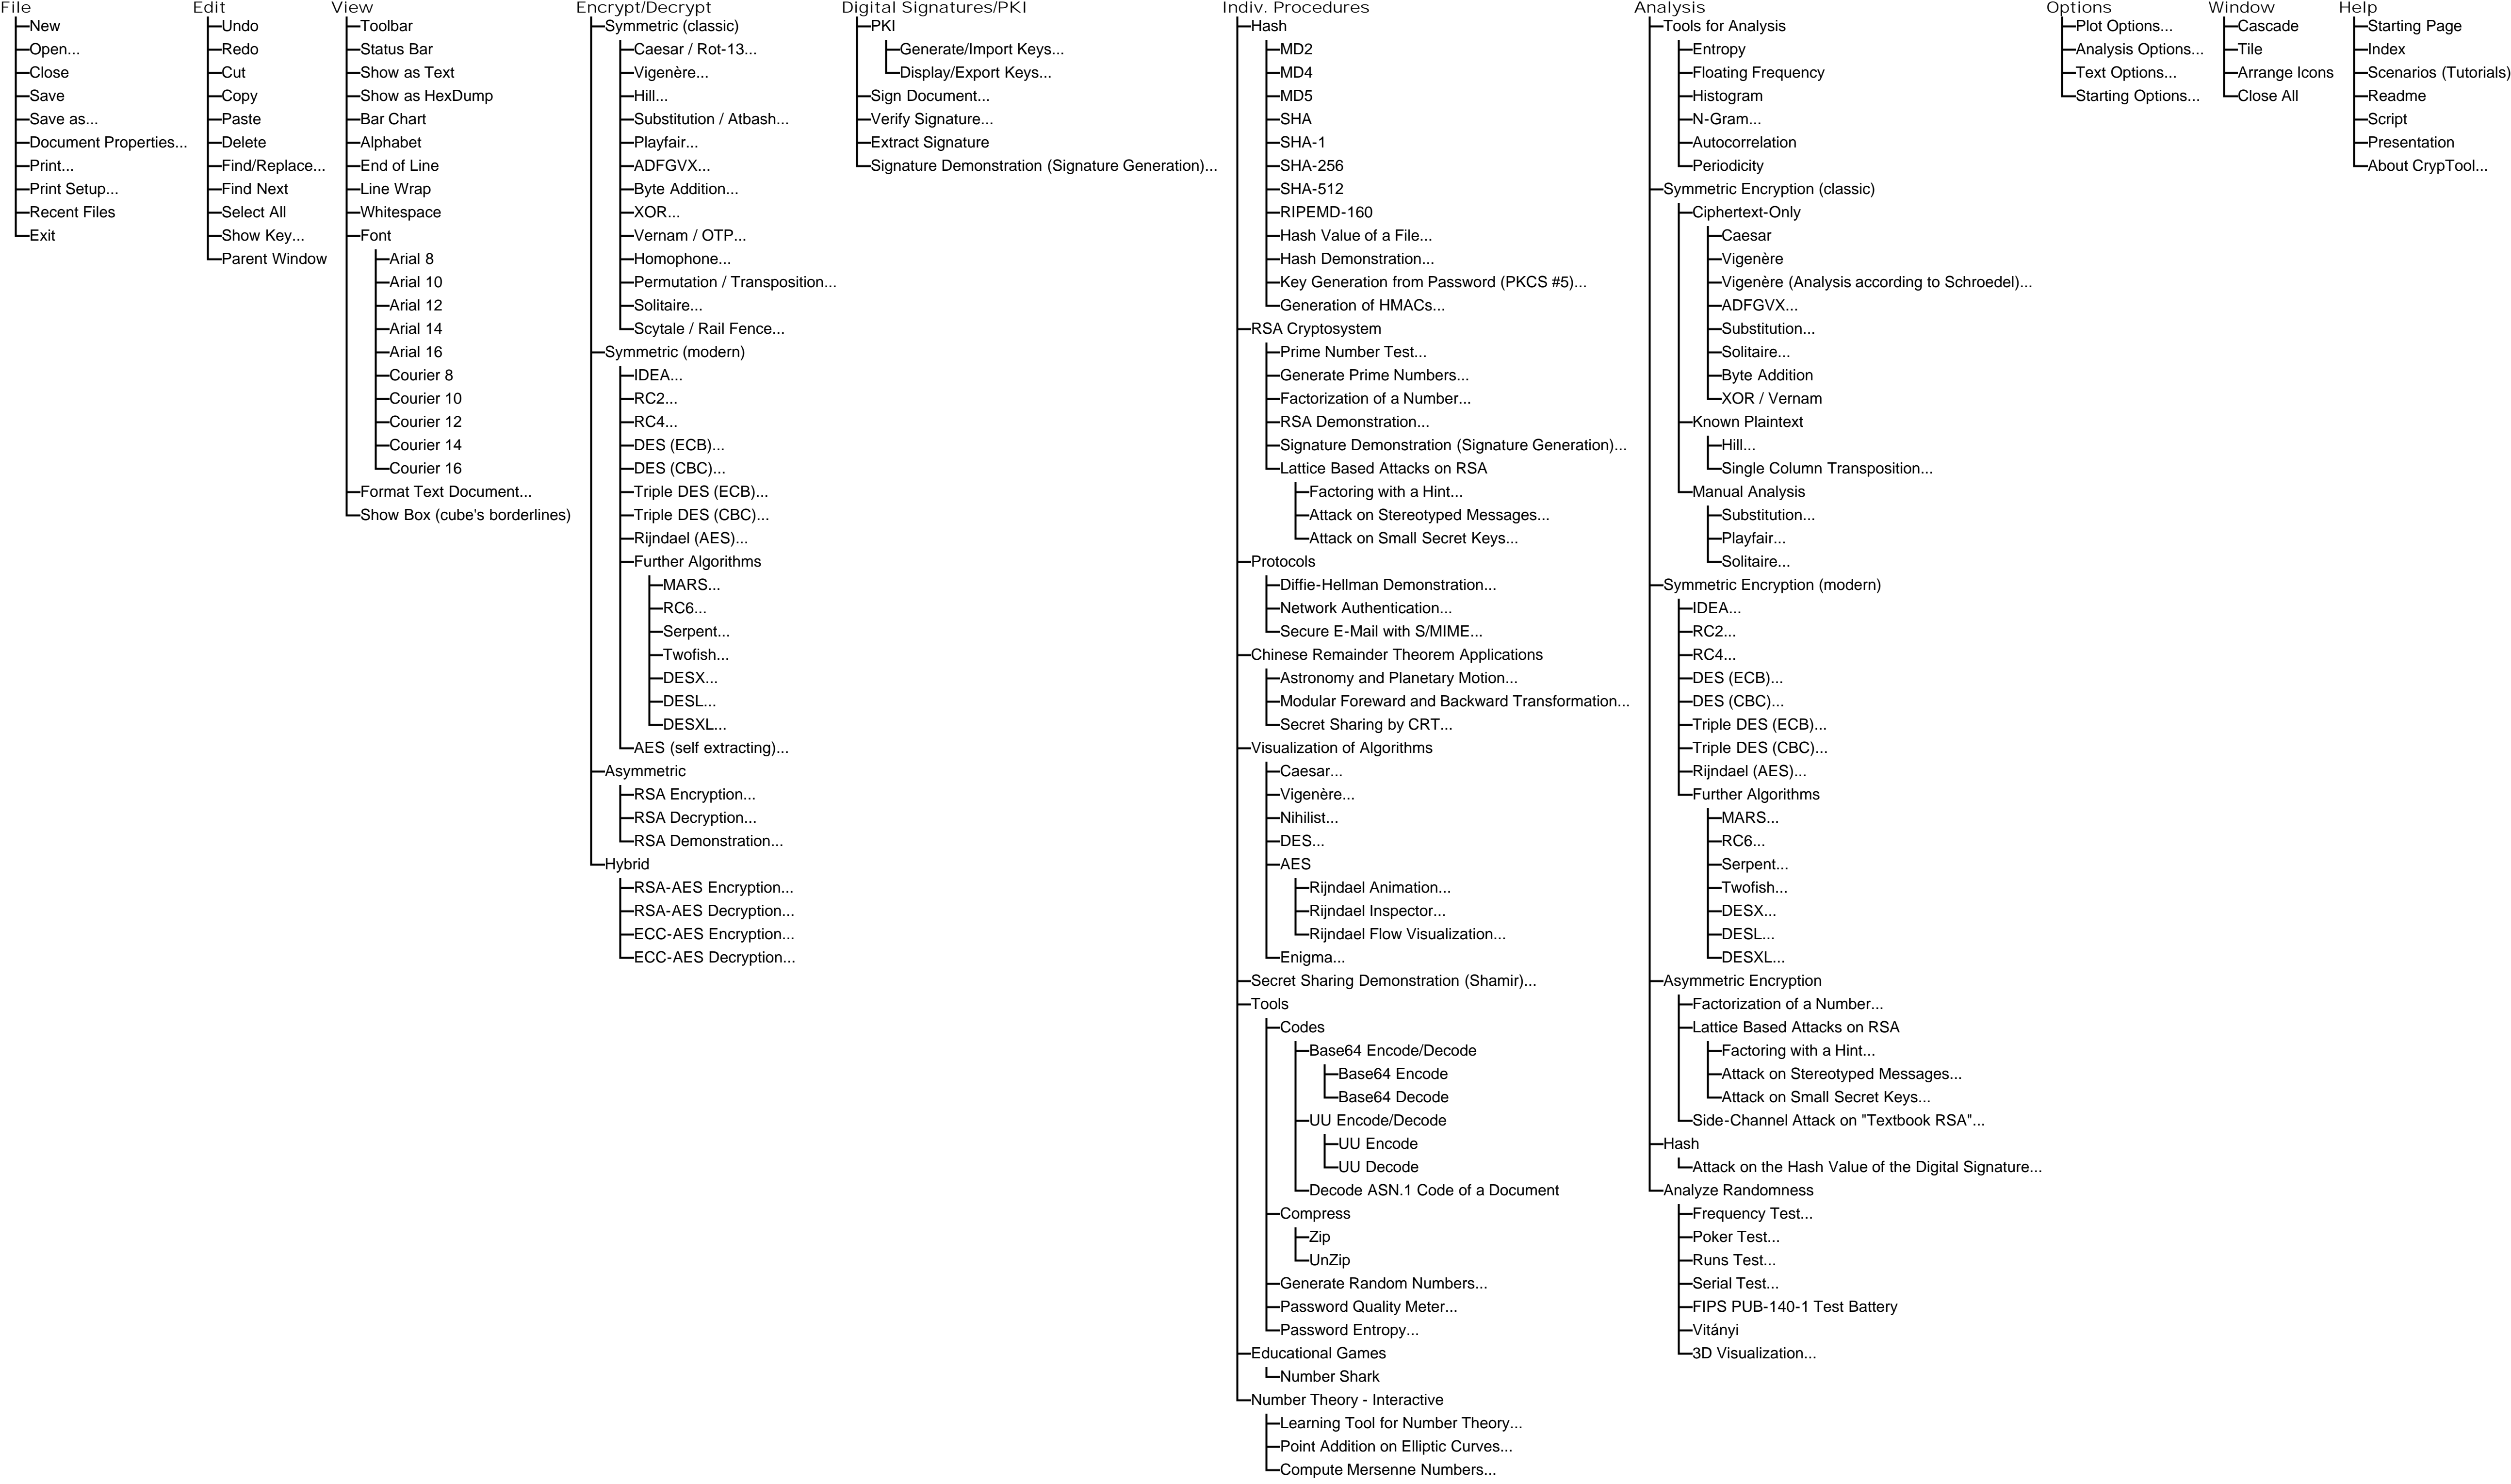 File
New
Open...
Close
Save
Save as...
Document Properties...
Print...
Print Setup...
Recent Files
Exit
Edit
Undo
Redo
Cut
Copy
Paste
Delete
Find/Replace...
Find Next
Select All
Show Key...
Parent Window
View
Toolbar
Status Bar
Show as Text
Show as HexDump
Bar Chart
Alphabet
End of Line
Line Wrap
Whitespace
Font
Arial 8
Arial 10
Arial 12
Arial 14
Arial 16
Courier 8
Courier 10
Courier 12
Courier 14
Courier 16
Format Text Document...
Show Box (cube's borderlines)
Encrypt/Decrypt
Symmetric (classic)
Caesar / Rot-13...
Vigenère...
Hill...
Substitution / Atbash...
Playfair...
ADFGVX...
Byte Addition...
XOR...
Vernam / OTP...
Homophone...
Permutation / Transposition...
Solitaire...
Scytale / Rail Fence...
Symmetric (modern)
IDEA...
RC2...
RC4...
DES (ECB)...
DES (CBC)...
Triple DES (ECB)...
Triple DES (CBC)...
Rijndael (AES)...
Further Algorithms
MARS...
RC6...
Serpent...
Twofish...
DESX...
DESL...
DESXL...
AES (self extracting)...
Asymmetric
RSA Encryption...
RSA Decryption...
RSA Demonstration...
Hybrid
RSA-AES Encryption...
RSA-AES Decryption...
ECC-AES Encryption...
ECC-AES Decryption...
Digital Signatures/PKI
PKI
Generate/Import Keys...
Display/Export Keys...
Sign Document...
Verify Signature...
Extract Signature
Signature Demonstration (Signature Generation)...
Indiv. Procedures
Hash
MD2
MD4
MD5
SHA
SHA-1
SHA-256
SHA-512
RIPEMD-160
Hash Value of a File...
Hash Demonstration...
Key Generation from Password (PKCS #5)...
Generation of HMACs...
RSA Cryptosystem
Prime Number Test...
Generate Prime Numbers...
Factorization of a Number...
RSA Demonstration...
Signature Demonstration (Signature Generation)...
Lattice Based Attacks on RSA
Factoring with a Hint...
Attack on Stereotyped Messages...
Attack on Small Secret Keys...
Protocols
Diffie-Hellman Demonstration...
Network Authentication...
Secure E-Mail with S/MIME...
Chinese Remainder Theorem Applications
Astronomy and Planetary Motion...
Modular Foreward and Backward Transformation...
Secret Sharing by CRT...
Visualization of Algorithms
Caesar...
Vigenère...
Nihilist...
DES...
AES
Rijndael Animation...
Rijndael Inspector...
Rijndael Flow Visualization...
Enigma...
Secret Sharing Demonstration (Shamir)...
Tools
Codes
Base64 Encode/Decode
Base64 Encode
Base64 Decode
UU Encode/Decode
UU Encode
UU Decode
Decode ASN.1 Code of a Document
Compress
Zip
UnZip
Generate Random Numbers...
Password Quality Meter...
Password Entropy...
Educational Games
Number Shark
Number Theory - Interactive
Learning Tool for Number Theory...
Point Addition on Elliptic Curves...
Compute Mersenne Numbers...
Analysis
Tools for Analysis
Entropy
Floating Frequency
Histogram
N-Gram...
Autocorrelation
Periodicity
Symmetric Encryption (classic)
Ciphertext-Only
Caesar
Vigenère
Vigenère (Analysis according to Schroedel)...
ADFGVX...
Substitution...
Solitaire...
Byte Addition
XOR / Vernam
Known Plaintext
Hill...
Single Column Transposition...
Manual Analysis
Substitution...
Playfair...
Solitaire...
Symmetric Encryption (modern)
IDEA...
RC2...
RC4...
DES (ECB)...
DES (CBC)...
Triple DES (ECB)...
Triple DES (CBC)...
Rijndael (AES)...
Further Algorithms
MARS...
RC6...
Serpent...
Twofish...
DESX...
DESL...
DESXL...
Asymmetric Encryption
Factorization of a Number...
Lattice Based Attacks on RSA
Factoring with a Hint...
Attack on Stereotyped Messages...
Attack on Small Secret Keys...
Side-Channel Attack on "Textbook RSA"...
Hash
Attack on the Hash Value of the Digital Signature...
Analyze Randomness
Frequency Test...
Poker Test...
Runs Test...
Serial Test...
FIPS PUB-140-1 Test Battery
Vitányi
3D Visualization...
Options
Plot Options...
Analysis Options...
Text Options...
Starting Options...
Window
Cascade
Tile
Arrange Icons
Close All
Help
Starting Page
Index
Scenarios (Tutorials)
Readme
Script
Presentation
About CrypTool...